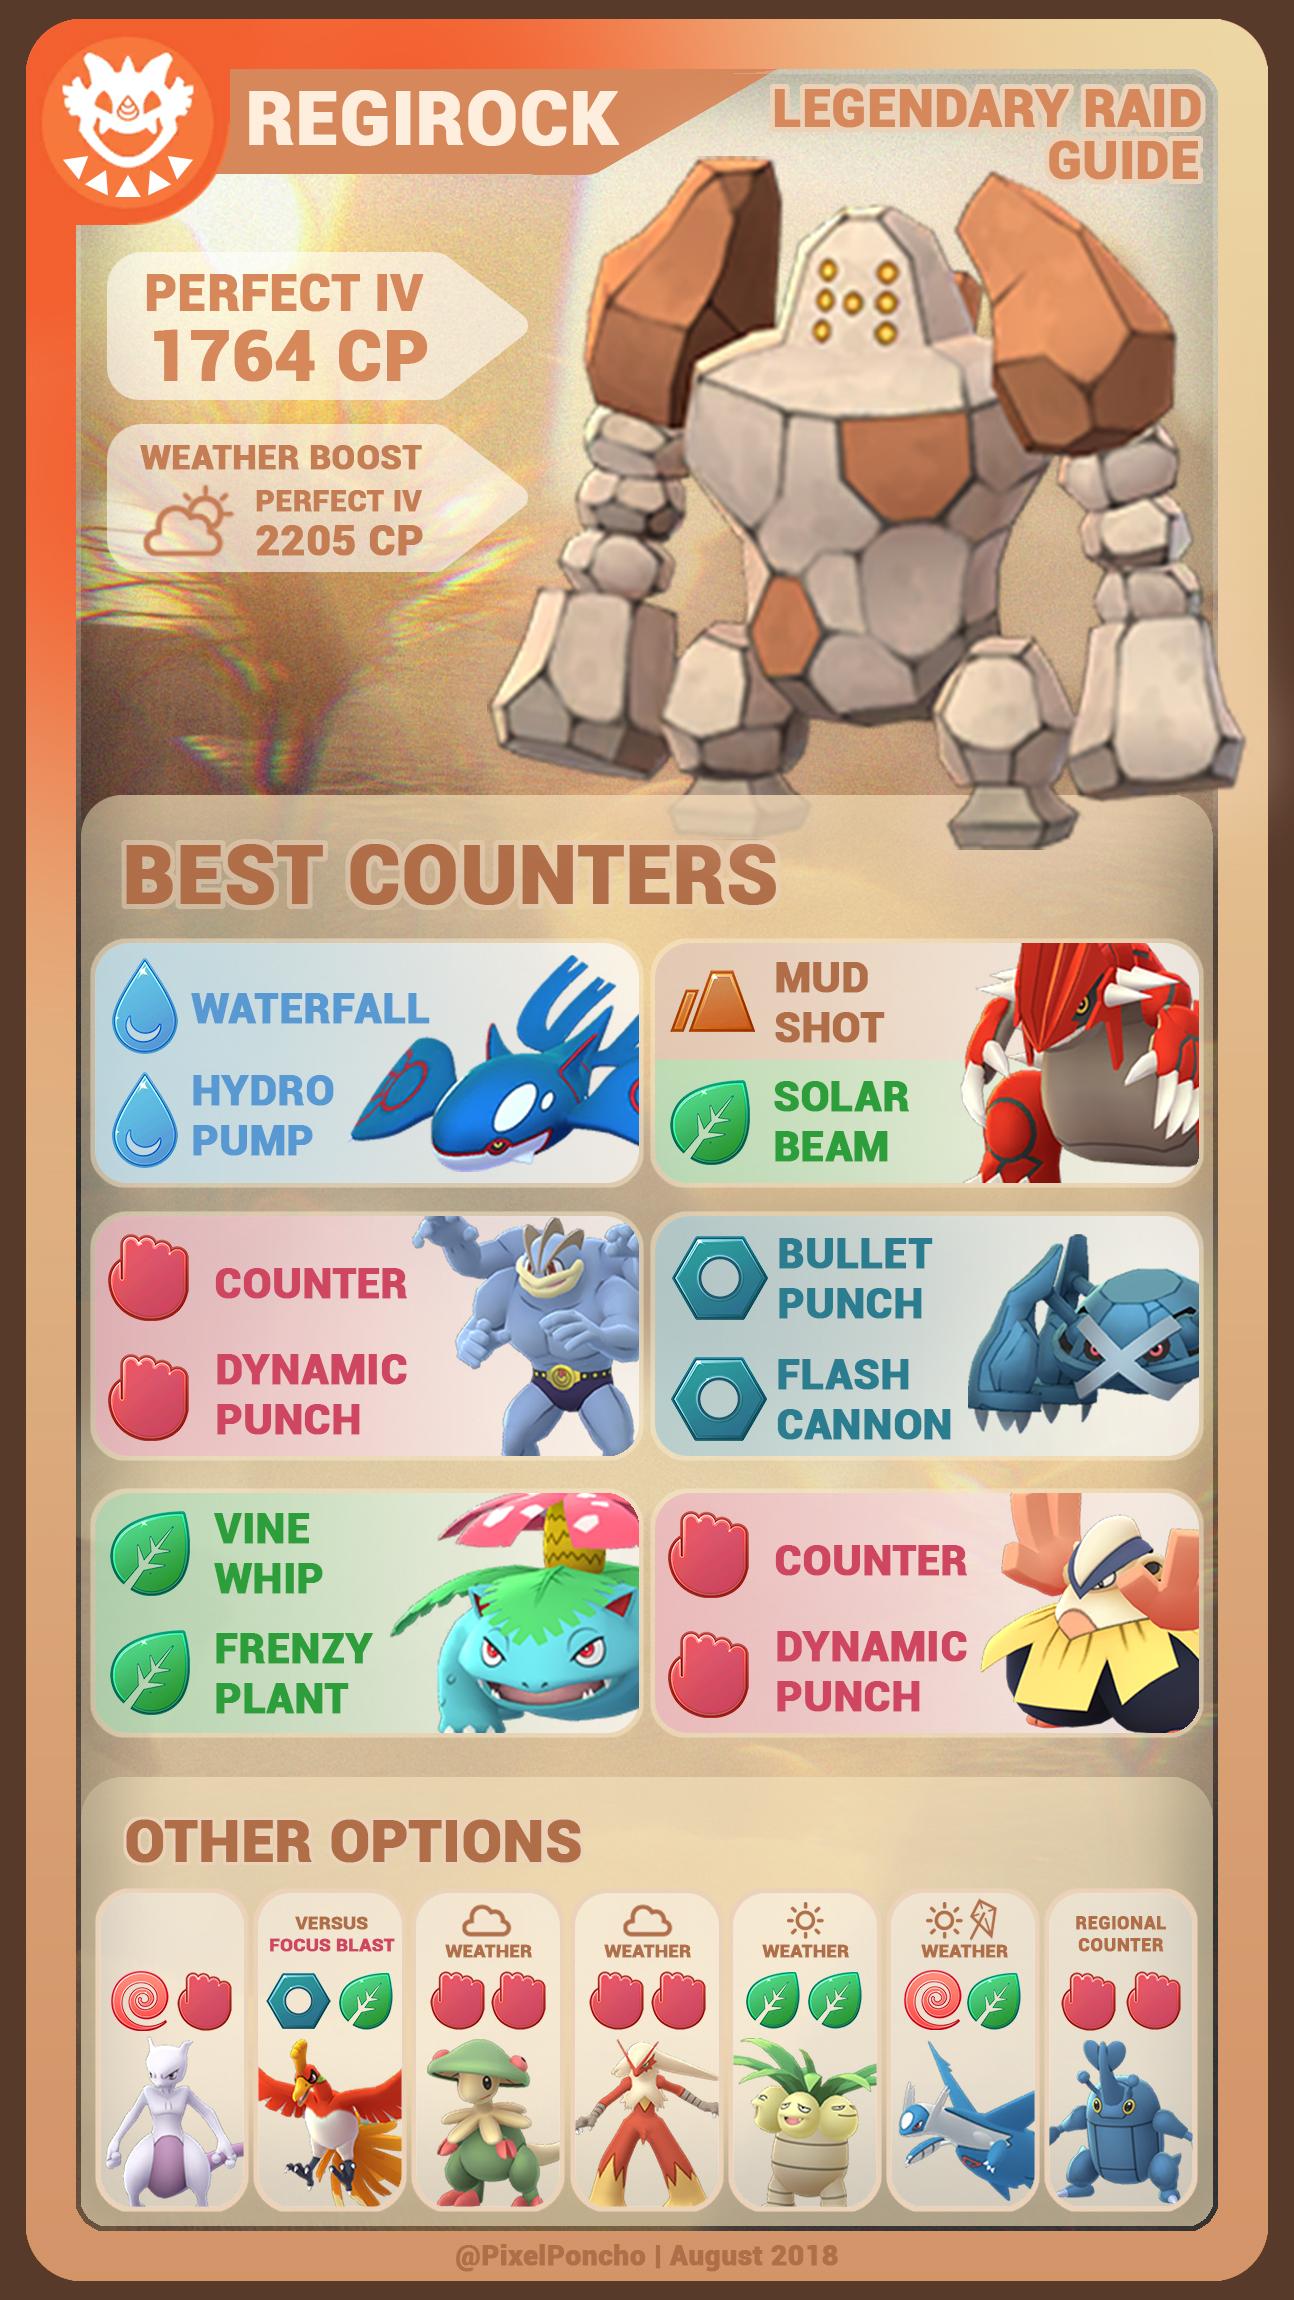 REGIROCK
LEGENDARY RAID
GUIDE
PERFECT IV
1764 CP
WEATHER BOOST
PERFECT IV
2205 CP
BEST COUNTERS
WATERFALL
HYDRO
PUMP
MUD
SHOT
SOLAR
BEAM
COUNTER
DYNAMIC
PUNCH
BULLET
PUNCH
FLASH
CANNON
VINE
WHIP
FRENZY
PLANT
COUNTER
DYNAMIC
PUNCH
OTHER OPTIONS
VERSUS
FOCUS BLAST
WEATHER
WEATHER
WEATHER
WEATHER
REGIONAL
COUNTER
@PixelPoncho | August 2018